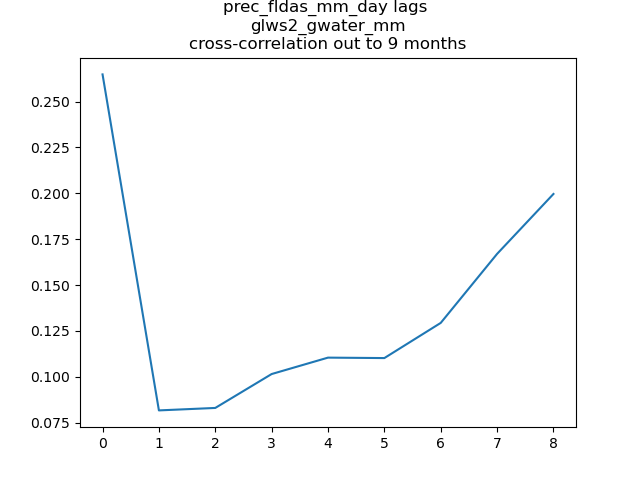 prec_fldas_mm_day lags
glws2_gwater_mm
cross-correlation out to 9 months
0.250
0.225
0.200
0.175
0.150
0.125
0.100
0.075
0 1 2 3 4 5 6 7 8